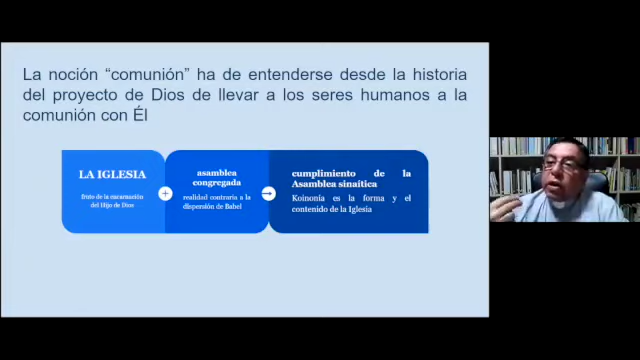 La noción “comunión” ha de entenderse desde la historia
del proyecto de Dios de llevar a los seres humanos a la
comunión con Él
LA IGLESIA
fruto de la encarnación
del Hijo de Dios
asamblea
congregada
realidad contraria a la
dispersión de Babel
cumplimiento de la
Asamblea sinaítica
Koinonía es la forma y el
contenido de la Iglesia